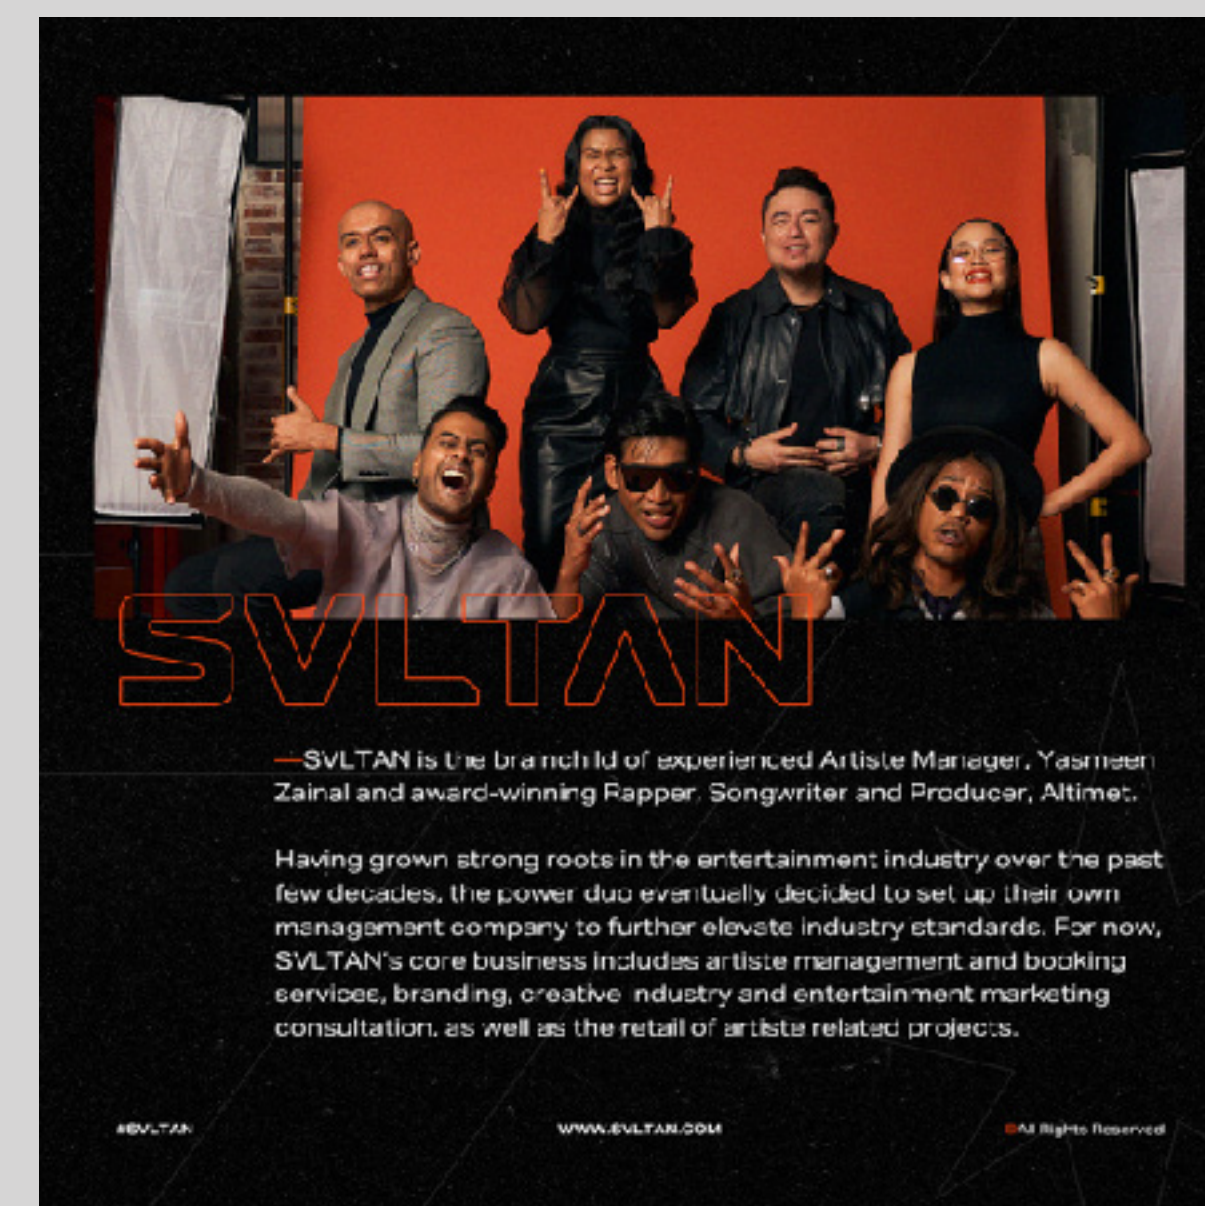 SVLTAN
—SVLTAN is the brainchild of experienced Artiste Manager, Yasmeen
Zainal and award-winning Rapper, Songwriter and Producer, Altimet.
Having grown strong roots in the entertainment industry over the past
few decades, the power duo eventually decided to set up their own
management company to further elevate industry standards. For now,
SVLTAN's core business includes artiste management and booking
services, branding, creative industry and entertainment marketing
consultation, as well as the retail of artiste related projects.
#SVLTAN
WWW.SVLTAN.COM
©All Rights Reserved